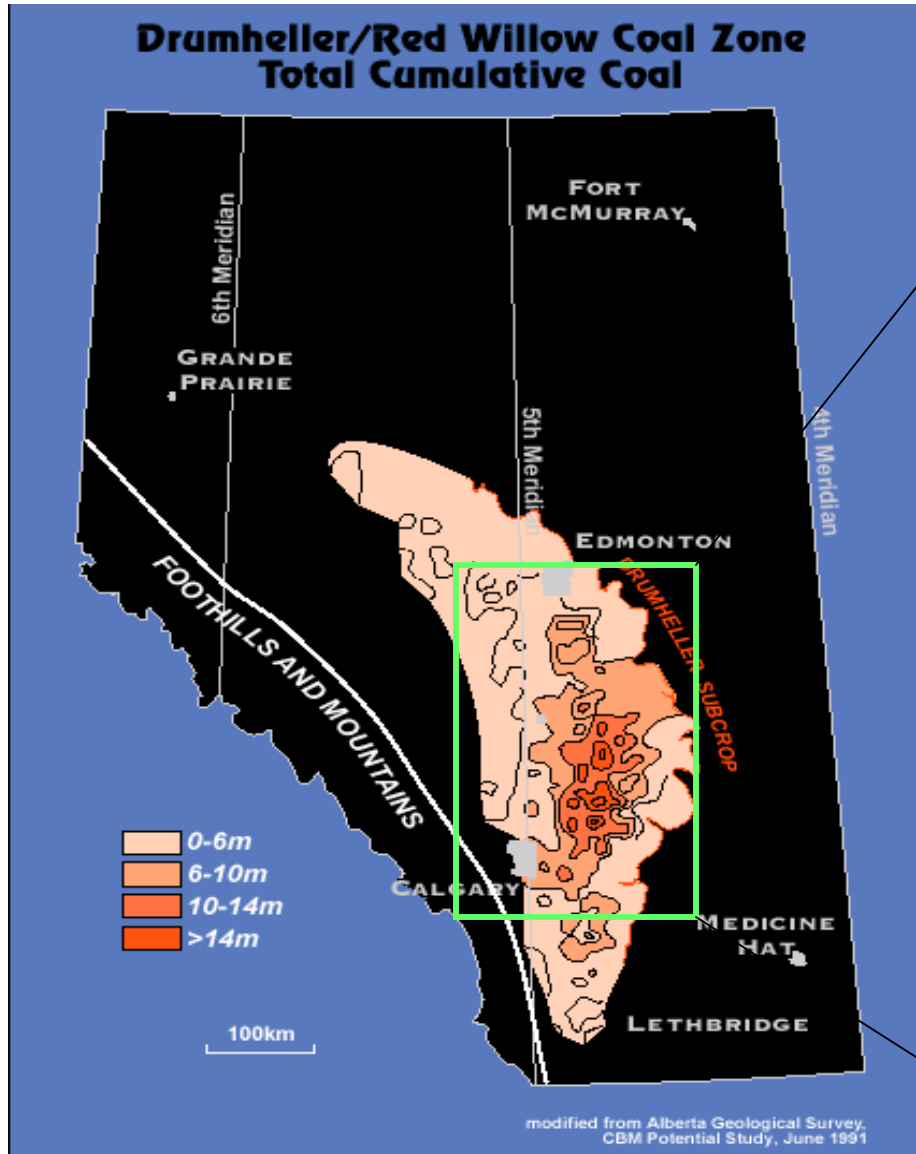 Drumheller/Red Willow Coal Zone
Total Cumulative Coal
FORT
MCMURRAY
6th Meridian
GRANDE
PRAIRIE
5th Meridian
4th Meridian
EDMONTON
DRUMHELLER SUBCROP
FOOTHILLS AND MOUNTAINS
0-6m
6-10m
10-14m
>14m
CALGARY
MEDICINE
HAT
LETHBRIDGE
100km
modified from Alberta Geological Survey,
CBM Potential Study, June 1991